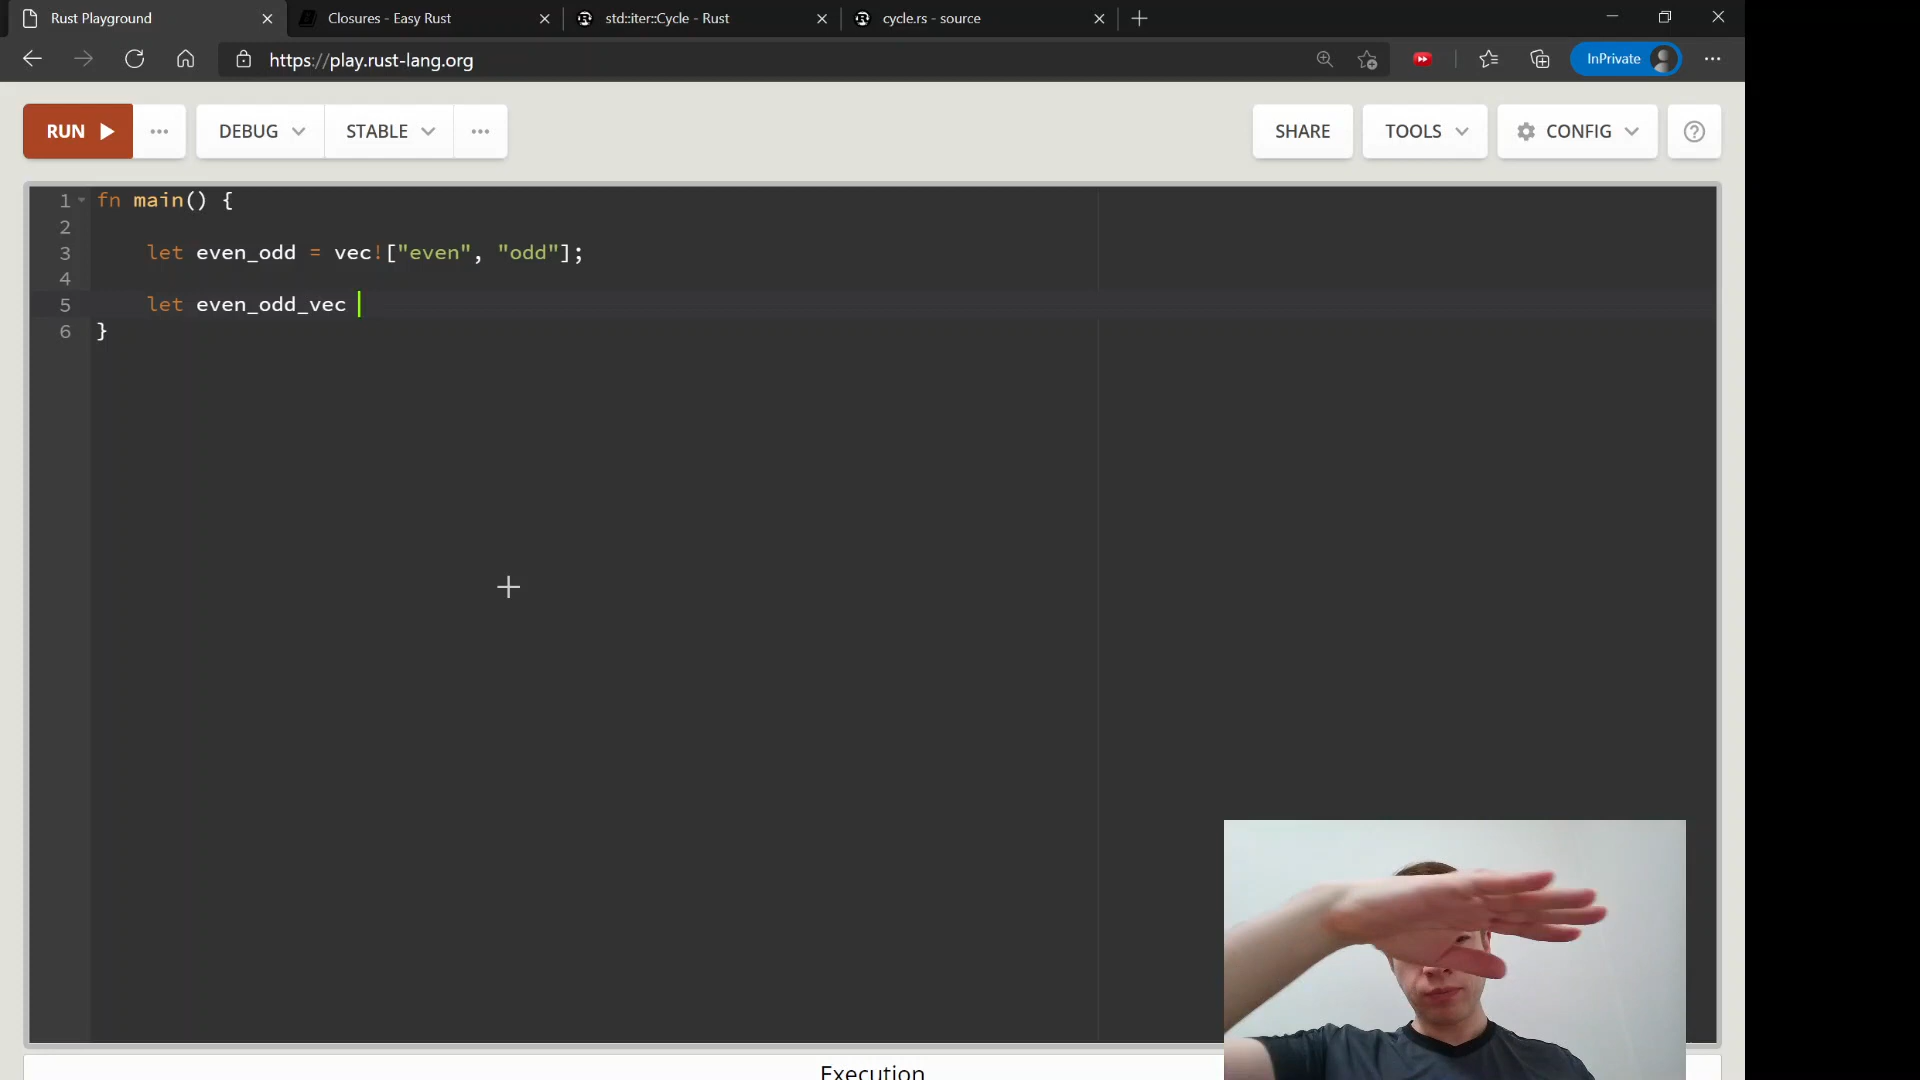 Rust Playground
Closures - Easy Rust
std::iter::Cycle - Rust
cycle.rs - source
https://play.rust-lang.org
InPrivate
RUN
DEBUG
STABLE
SHARE
TOOLS
CONFIG
1 fn main() {
2
3 let even_odd = vec!["even", "odd"];
4
5 let even_odd_vec
6 }
Execution